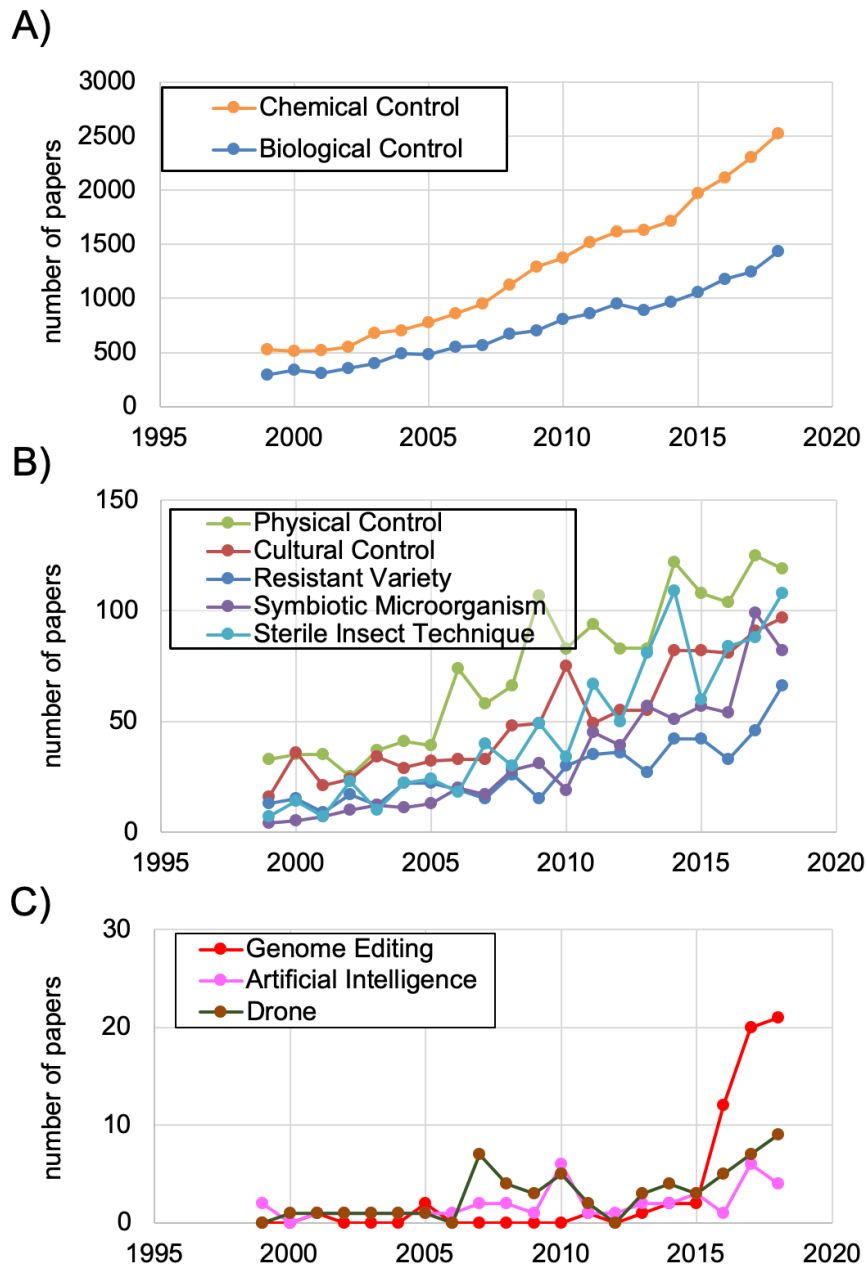 A)
3000
2500
2000
1500
1000
500
0
number of papers
Chemical Control
Biological Control
1995 2000 2005 2010 2015 2020
B)
150
100
50
0
number of papers
Physical Control
Cultural Control
Resistant Variety
Symbiotic Microorganism
Sterile Insect Technique
1995 2000 2005 2010 2015 2020
C)
30
20
10
0
number of papers
Genome Editing
Artificial Intelligence
Drone
1995 2000 2005 2010 2015 2020